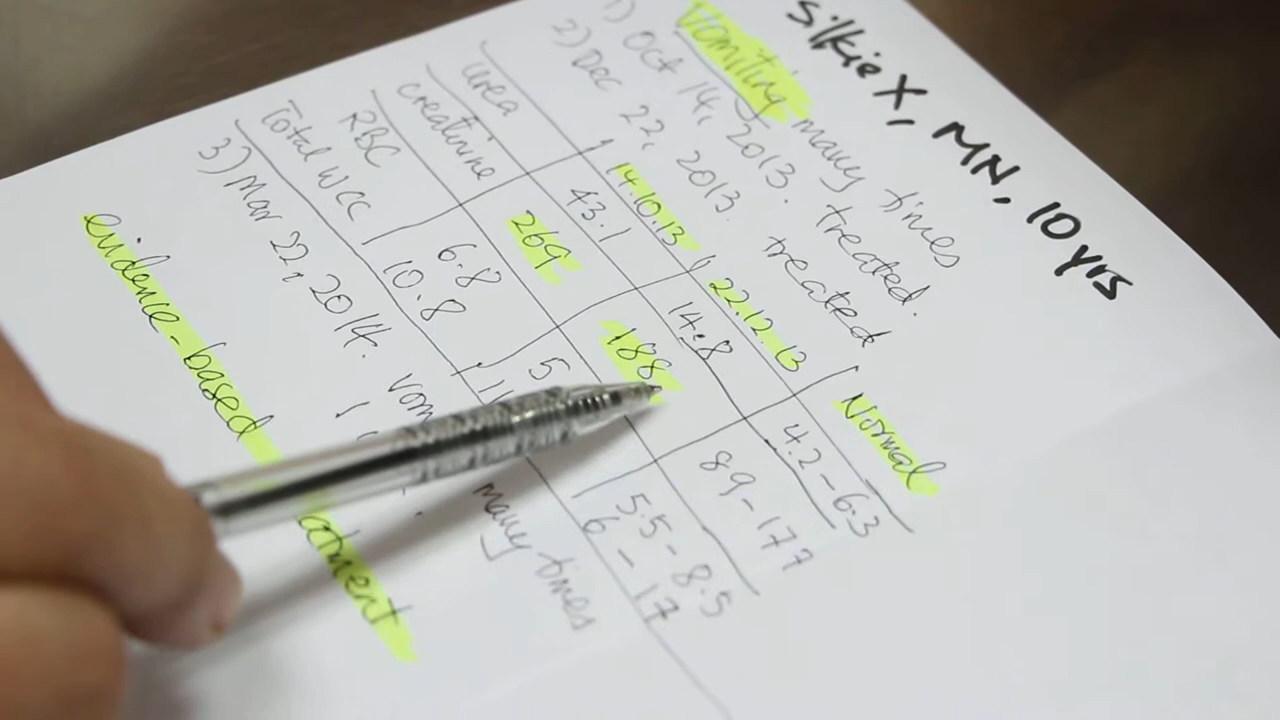 Silkie X, MN, 10 yrs
Vomiting many times
1) Oct 14, 2013. treated.
2) Dec 22, 2013. treated
14.10.13 22.12.13 Normal
urea 43.1 14.8 4.2 - 6.3
creatinine 269 188 89 - 177
RBC 6.8 5 5.5 - 8.5
Total WCC 10.8 6 - 17
3) Mar 22, 2014. many times
evidence-based